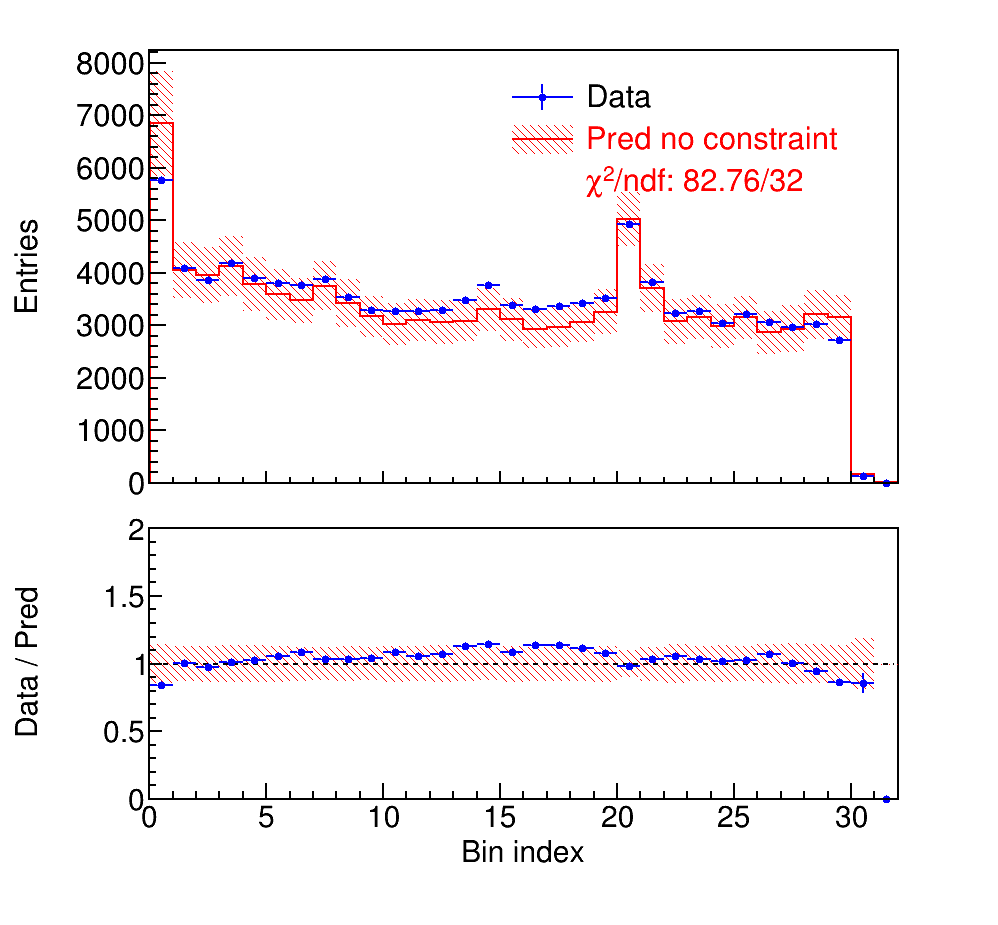 8000
7000
6000
5000
4000
3000
2000
1000
0
Entries
Data
Pred no constraint
χ²/ndf: 82.76/32
2
1.5
1
0.5
0
Data / Pred
0 5 10 15 20 25 30
Bin index